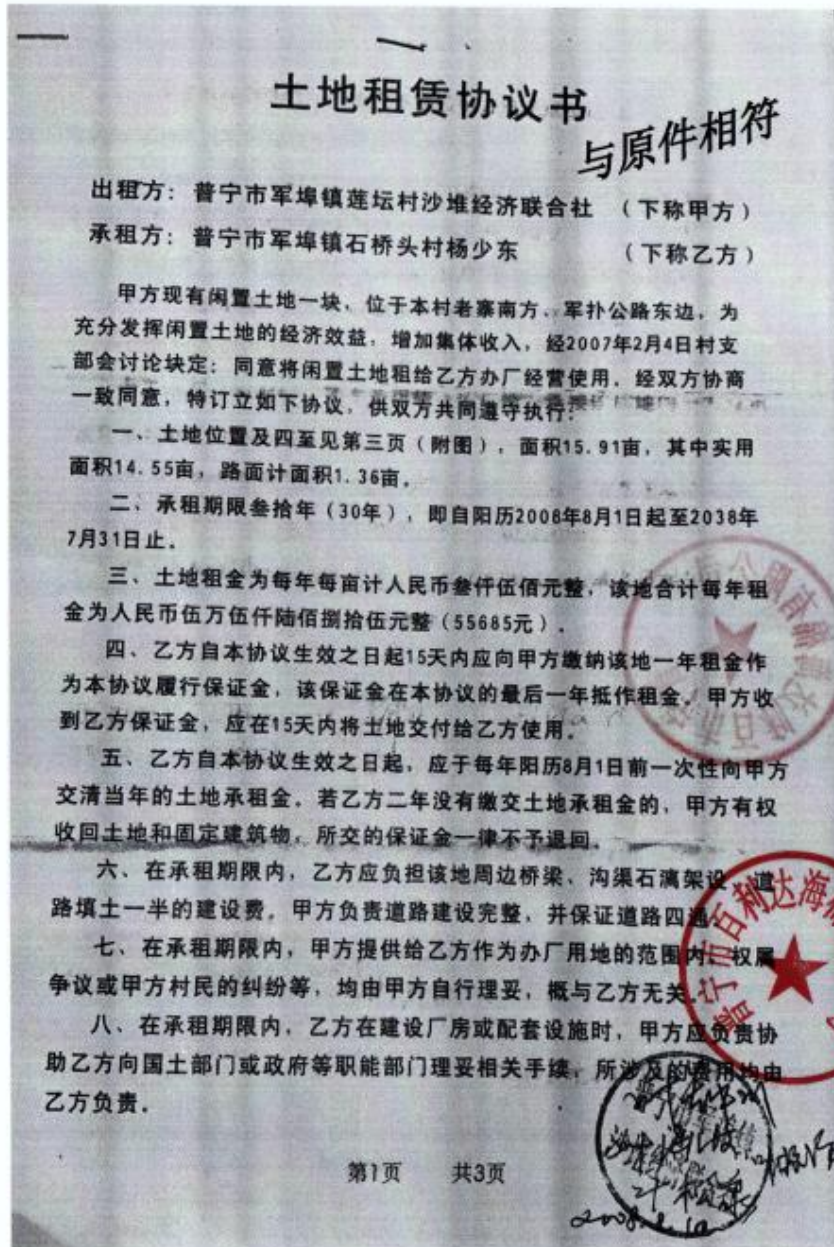 土地租赁协议书
与原件相符
出租方：普宁市军埠镇莲坛村沙堆经济联合社 （下称甲方）
承租方：普宁市军埠镇石桥头村杨少东 （下称乙方）
甲方现有闲置土地一块，位于本村老寨南方、军扑公路东边，为
充分发挥闲置土地的经济效益，增加集体收入，经2007年2月4日村支
部会讨论块定：同意将闲置土地租给乙方办厂经营使用，经双方协商
一致同意，特订立如下协议，供双方共同遵守执行：
一、土地位置及四至见第三页（附图），面积15.91亩，其中实用
面积14.55亩，路面计面积1.36亩。
二、承租期限叁拾年（30年），即自阳历2008年8月1日起至2038年
7月31日止。
三、土地租金为每年每亩计人民币叁仟伍佰元整，该地合计每年租
金为人民币伍万伍仟陆佰捌拾伍元整（55685元）。
四、乙方自本协议生效之日起15天内应向甲方缴纳该地一年租金作
为本协议履行保证金，该保证金在本协议的最后一年抵作租金。甲方收
到乙方保证金，应在15天内将土地交付给乙方使用。
五、乙方自本协议生效之日起，应于每年阳历8月1日前一次性向甲方
交清当年的土地承租金。若乙方二年没有缴交土地承租金的，甲方有权
收回土地和固定建筑物，所交的保证金一律不予退回。
六、在承租期限内，乙方应负担该地周边桥梁、沟渠石漓架设、道
路填土一半的建设费。甲方负责道路建设完整，并保证道路四通。
七、在承租期限内，甲方提供给乙方作为办厂用地的范围内，权属
争议或甲方村民的纠纷等，均由甲方自行理妥，概与乙方无关。
八、在承租期限内，乙方在建设厂房或配套设施时，甲方应负责协
助乙方向国土部门或政府等职能部门理妥相关手续，所涉及的费用均由
乙方负责。
普宁市百利达海
第1页 共3页